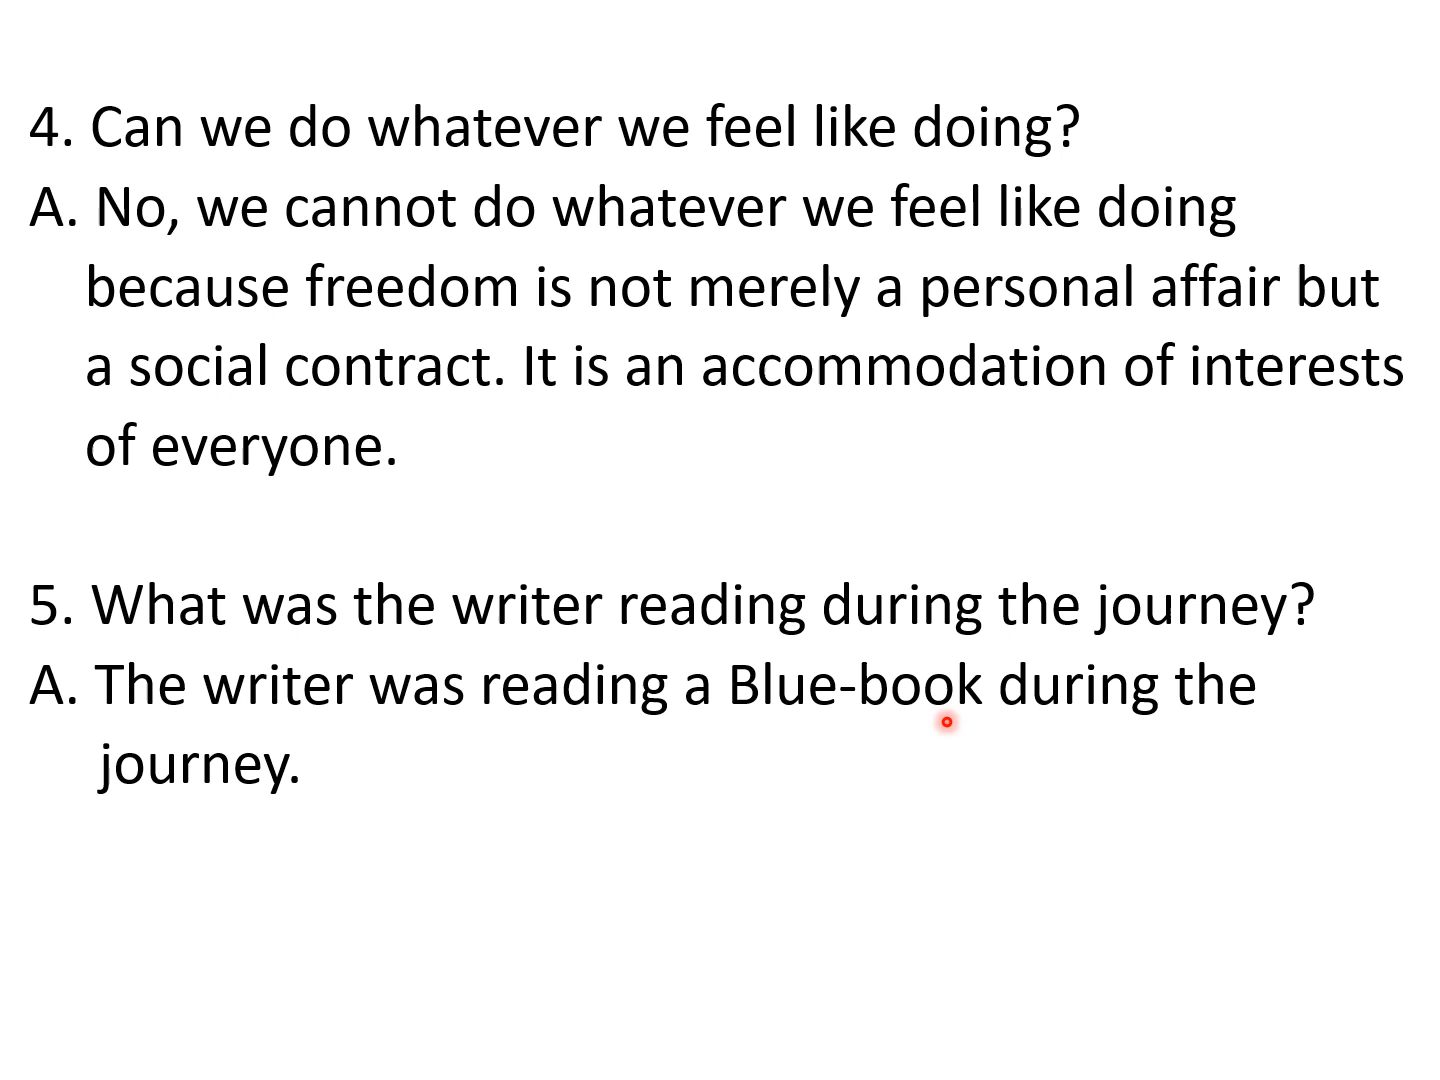 4. Can we do whatever we feel like doing?
A. No, we cannot do whatever we feel like doing
because freedom is not merely a personal affair but
a social contract. It is an accommodation of interests
of everyone.
5. What was the writer reading during the journey?
A. The writer was reading a Blue-book during the
journey.